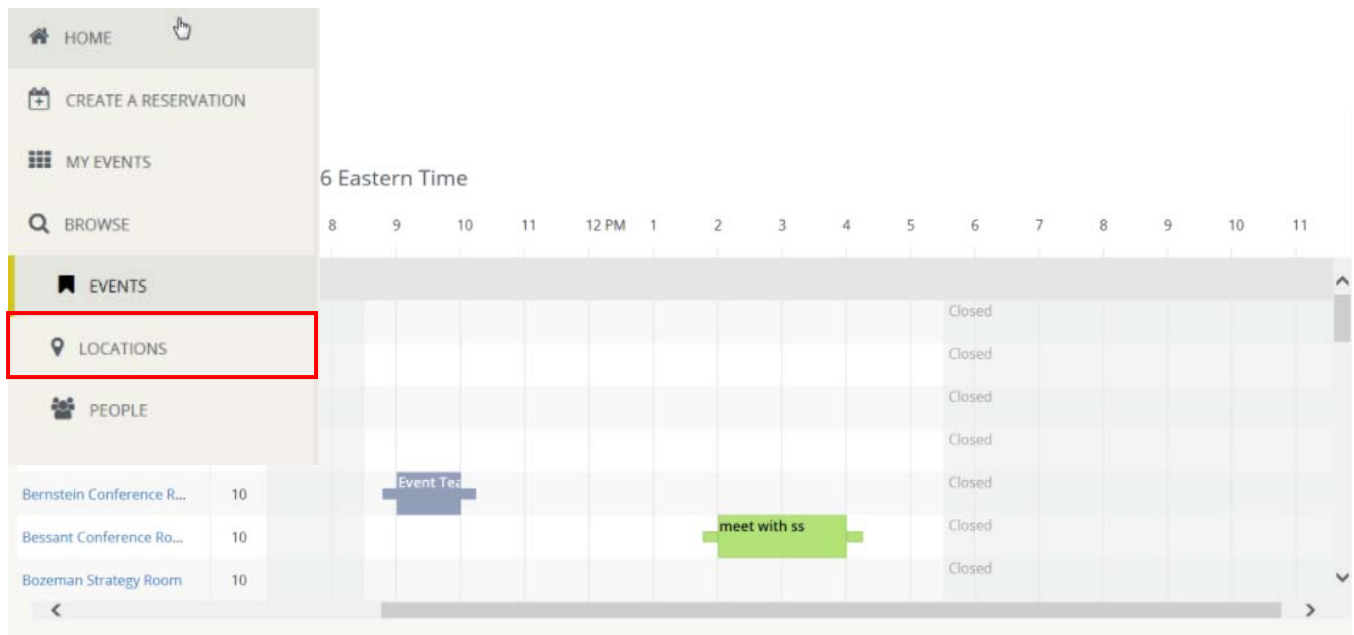 HOME
CREATE A RESERVATION
MY EVENTS
6 Eastern Time
BROWSE
8 9 10 11 12 PM 1 2 3 4 5 6 7 8 9 10 11
EVENTS
Closed
LOCATIONS
Closed
Closed
PEOPLE
Closed
Bernstein Conference R... 10 Event Tea Closed
Bessant Conference Ro... 10 meet with ss Closed
Bozeman Strategy Room 10 Closed